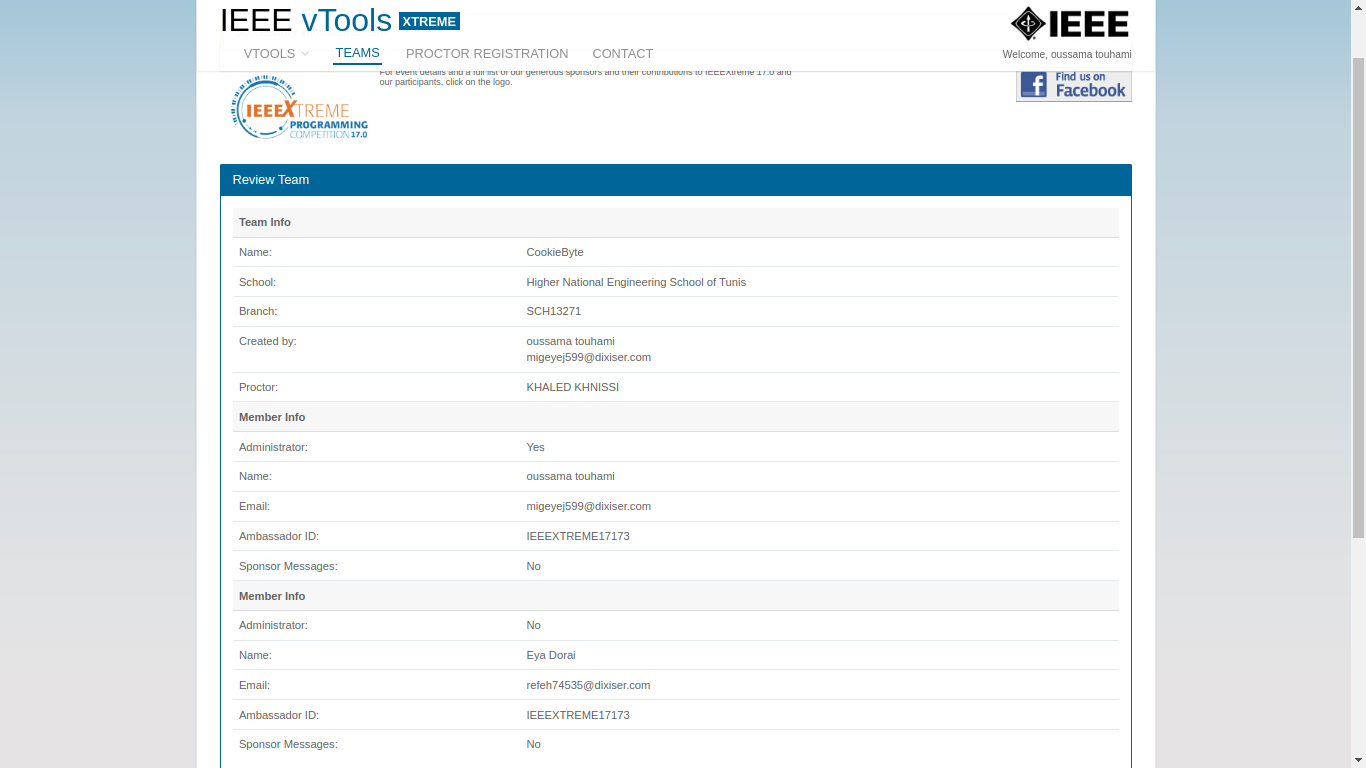 IEEE vTools XTREME
IEEE
VTOOLS TEAMS PROCTOR REGISTRATION CONTACT
Welcome, oussama touhami
For event details and a full list of our generous sponsors and their contributions to IEEEXtreme 17.0 and
our participants, click on the logo.
IEEEXTREME
PROGRAMMING
COMPETITION 17.0
Find us on
Facebook
Review Team
Team Info
Name: CookieByte
School: Higher National Engineering School of Tunis
Branch: SCH13271
Created by: oussama touhami
migeyej599@dixiser.com
Proctor: KHALED KHNISSI
Member Info
Administrator: Yes
Name: oussama touhami
Email: migeyej599@dixiser.com
Ambassador ID: IEEEXTREME17173
Sponsor Messages: No
Member Info
Administrator: No
Name: Eya Dorai
Email: refeh74535@dixiser.com
Ambassador ID: IEEEXTREME17173
Sponsor Messages: No